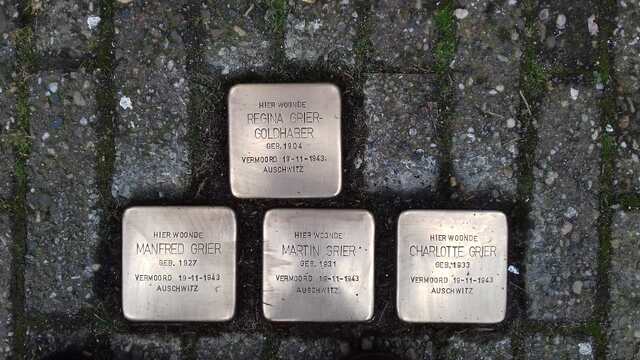 HIER WOONDE
REGINA GRIER-
GOLDHABER
GEB. 1904
VERMOORD 19-11-1943
AUSCHWITZ
HIER WOONDE
MANFRED GRIER
GEB. 1927
VERMOORD 19-11-1943
AUSCHWITZ
HIER WOONDE
MARTIN GRIER
GEB. 1931
VERMOORD 19-11-1943
AUSCHWITZ
HIER WOONDE
CHARLOTTE GRIER
GEB. 1933
VERMOORD 19-11-1943
AUSCHWITZ